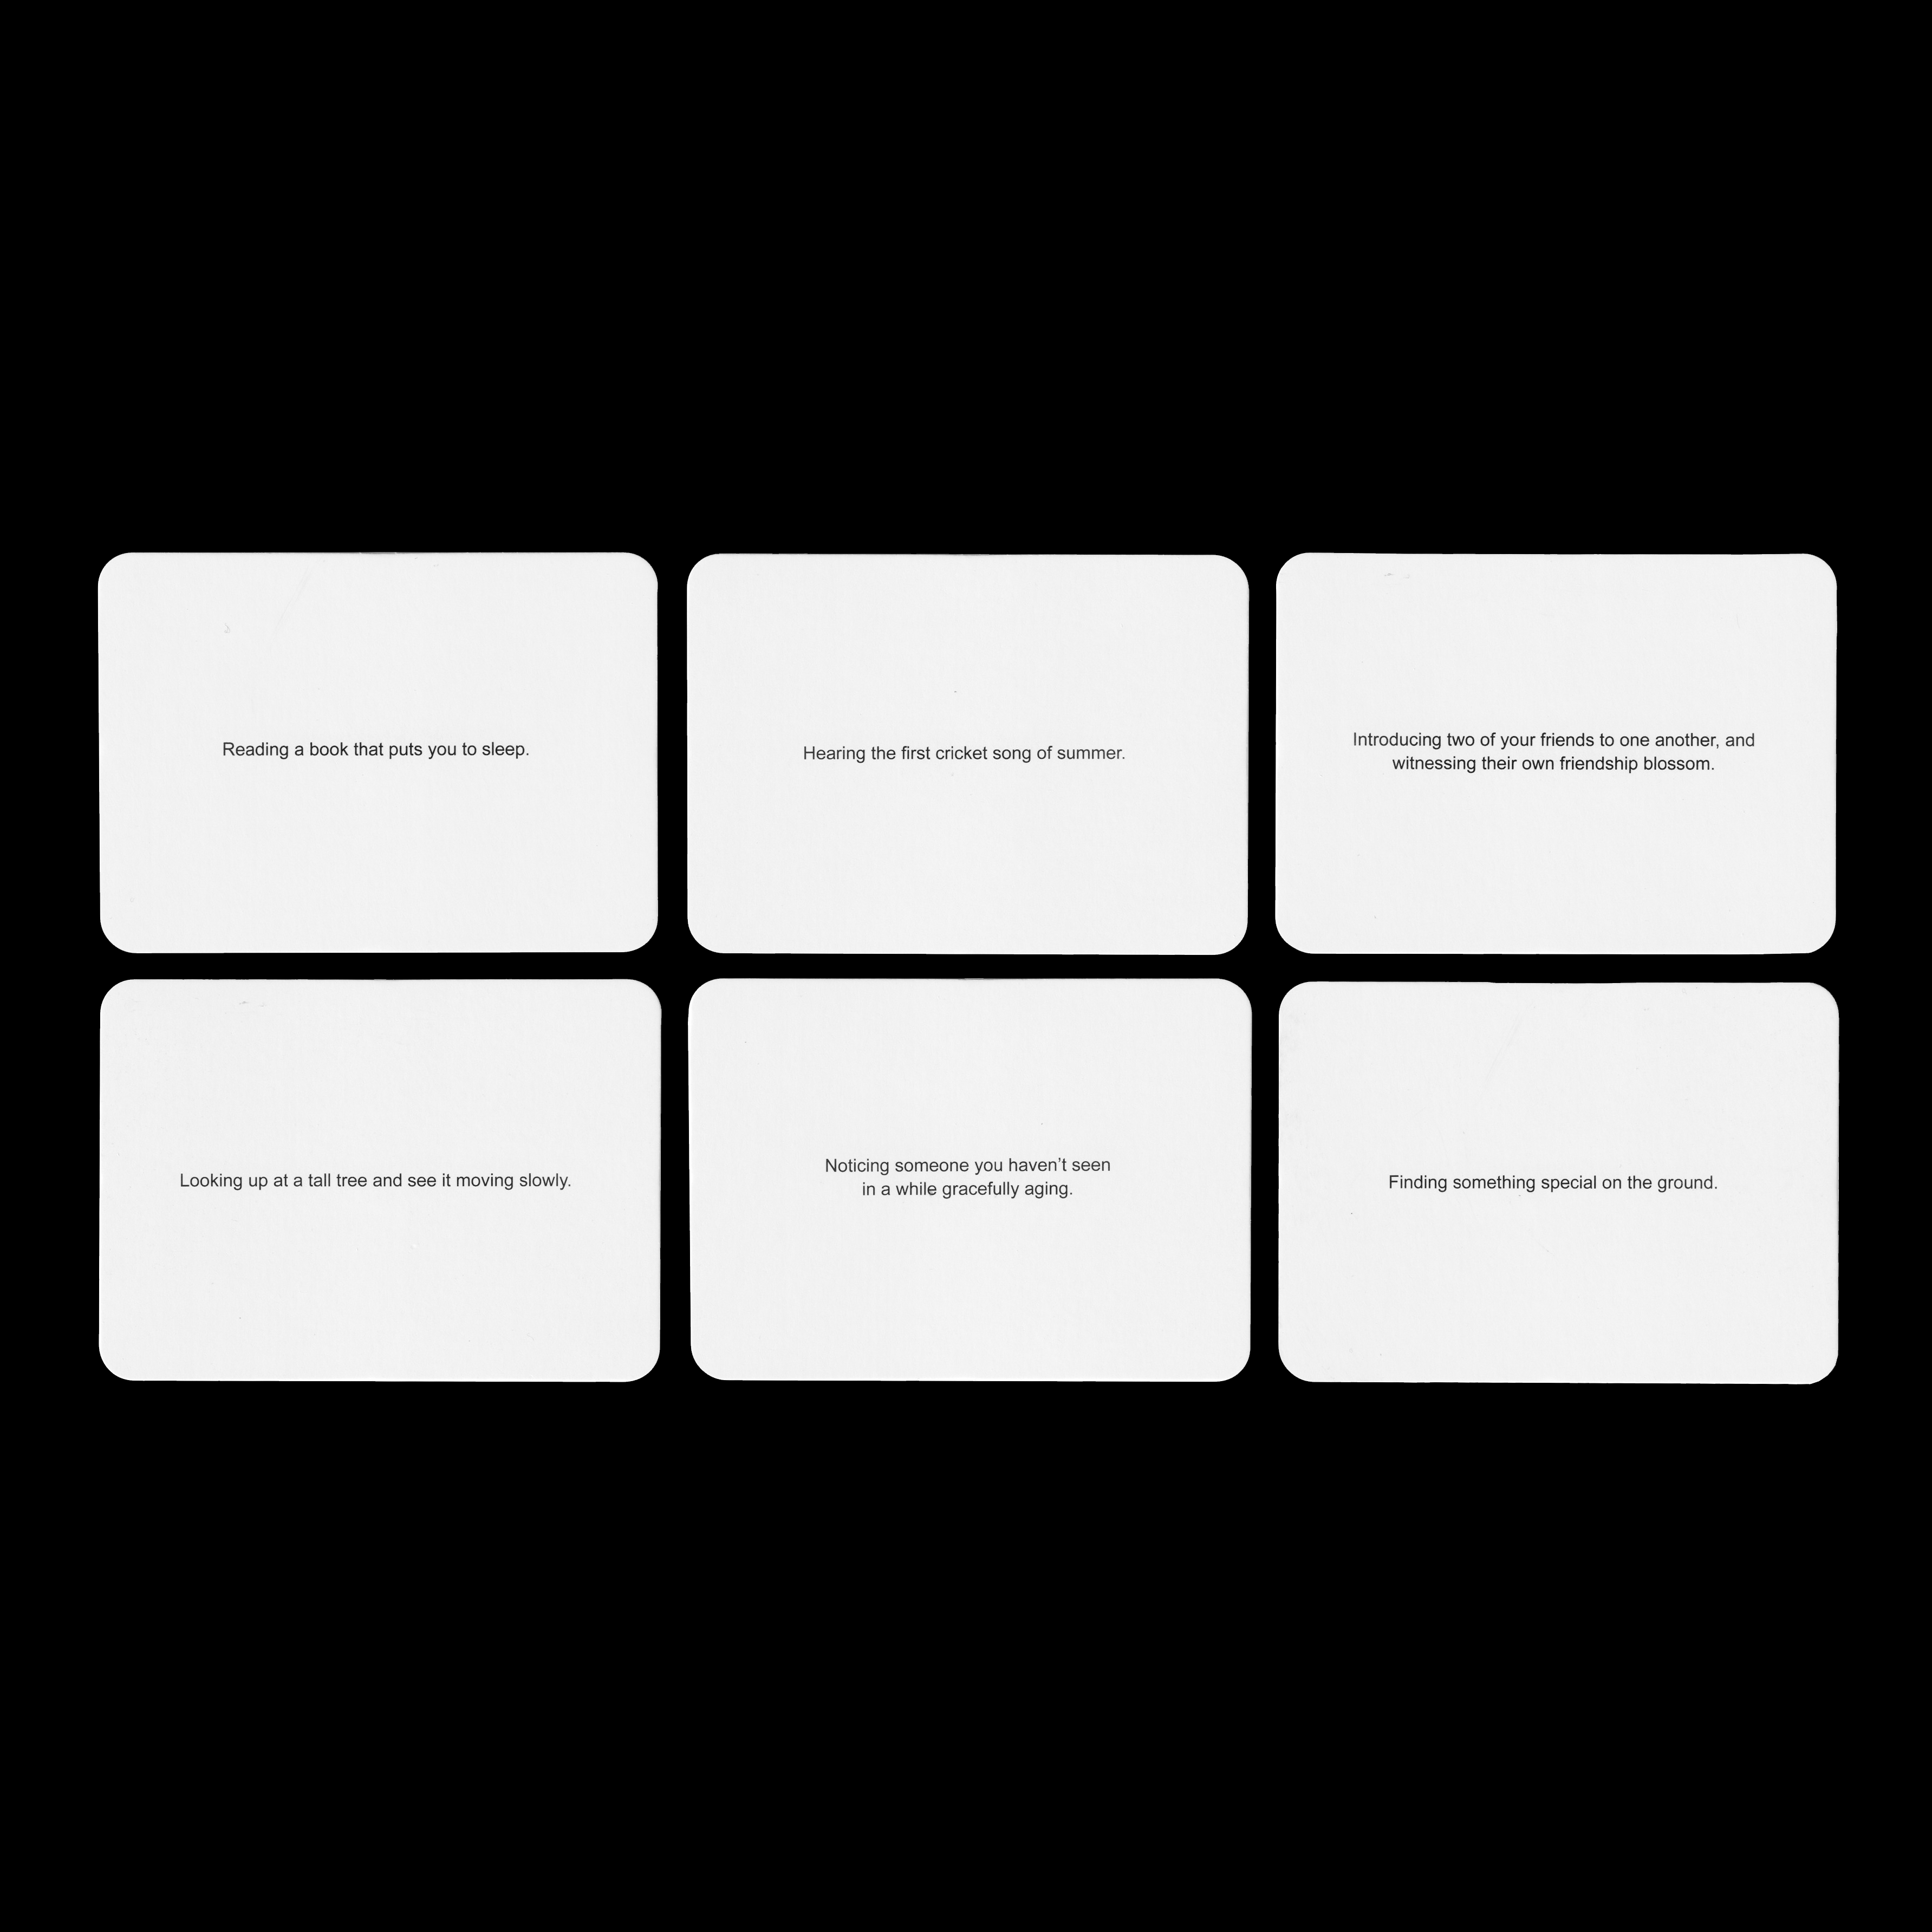 Reading a book that puts you to sleep.
Hearing the first cricket song of summer.
Introducing two of your friends to one another, and
witnessing their own friendship blossom.
Looking up at a tall tree and see it moving slowly.
Noticing someone you haven’t seen
in a while gracefully aging.
Finding something special on the ground.